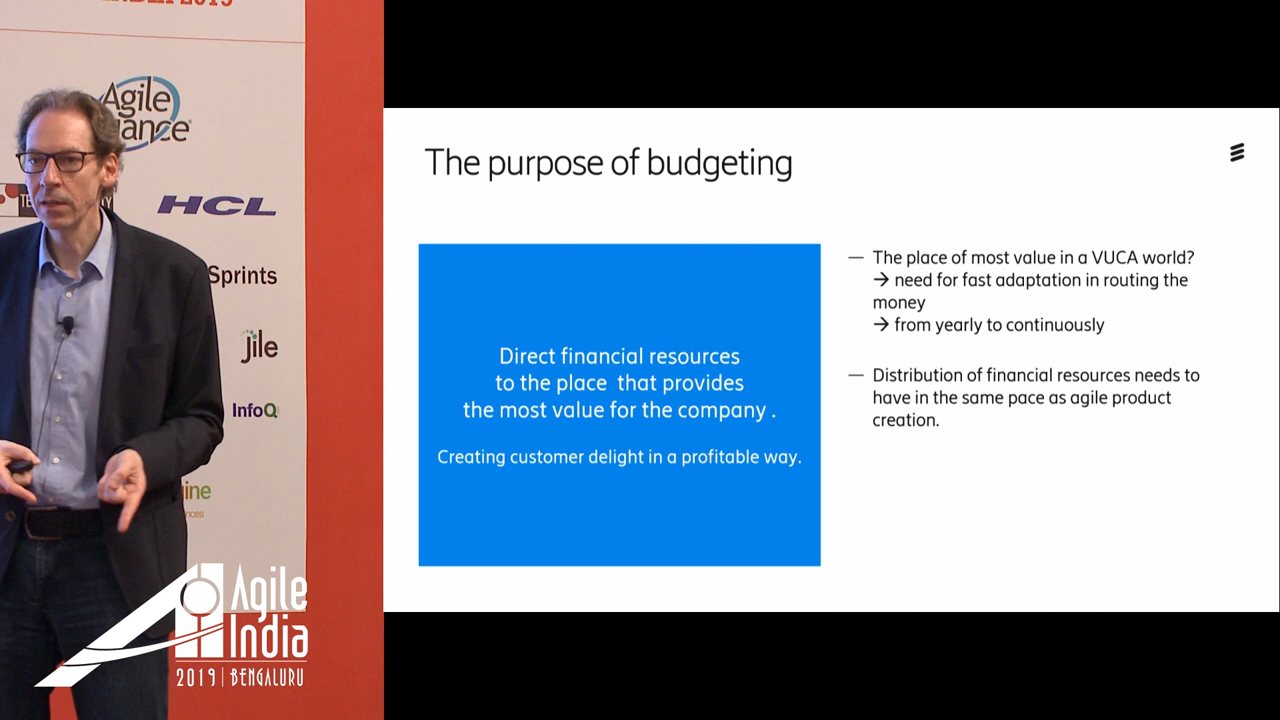 Agile
HCL
Sprints
jile
InfoQ
Agile
India
2019 | BENGALURU
The purpose of budgeting
Direct financial resources
to the place that provides
the most value for the company .
Creating customer delight in a profitable way.
— The place of most value in a VUCA world?
→ need for fast adaptation in routing the
money
→ from yearly to continuously
— Distribution of financial resources needs to
have in the same pace as agile product
creation.